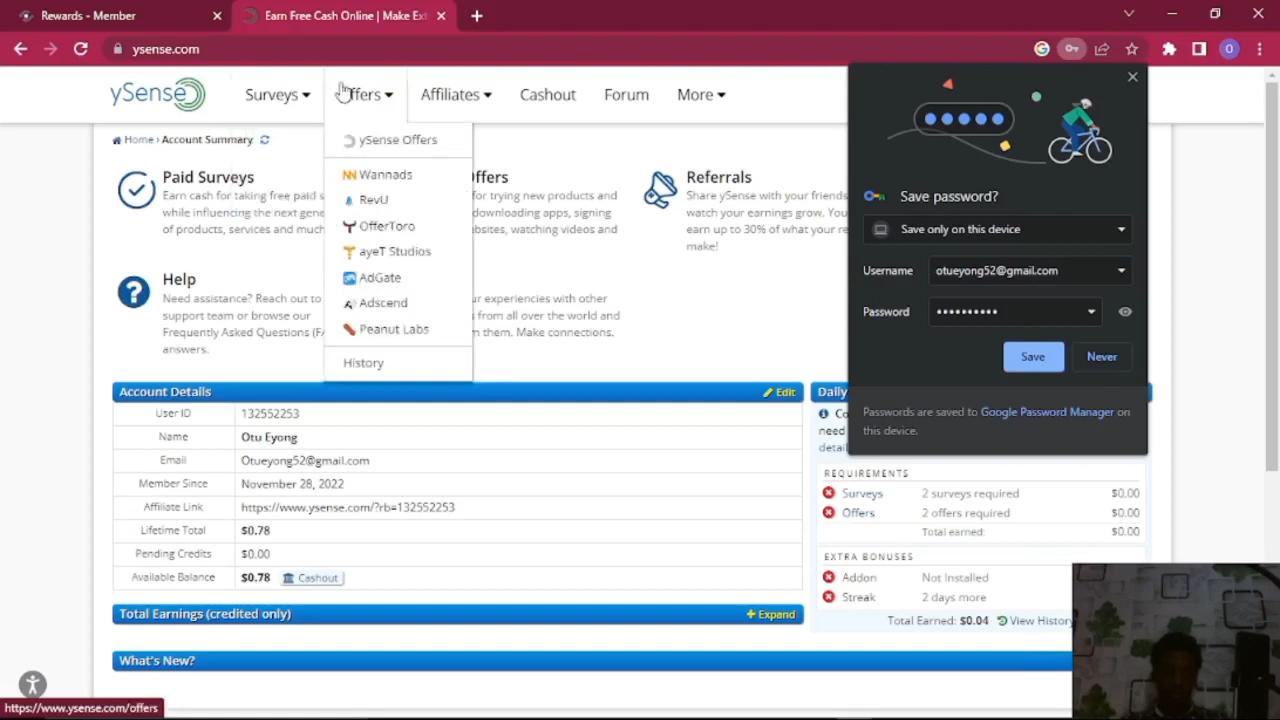 Rewards - Member
Earn Free Cash Online | Make Ext
ysense.com
O
ySense
Surveys
Offers
Affiliates
Cashout
Forum
More
Home › Account Summary
ySense Offers
Wannads
RevU
OfferToro
ayeT Studios
AdGate
Adscend
Peanut Labs
History
Paid Surveys
Earn cash for taking free paid s
while influencing the next gene
of products, services and much
Offers
for trying new products and
downloading apps, signing
websites, watching videos and
Referrals
Share ySense with your friends
watch your earnings grow. You
earn up to 30% of what your re
make!
Help
Need assistance? Reach out to
support team or browse our
Frequently Asked Questions (FA
answers.
ur experiences with other
s from all over the world and
m them. Make connections.
Save password?
Save only on this device
Username
otueyong52@gmail.com
Password
••••••••••
Save
Never
Passwords are saved to Google Password Manager on
this device.
Account Details
Edit
User ID
132552253
Name
Otu Eyong
Email
Otueyong52@gmail.com
Member Since
November 28, 2022
Affiliate Link
https://www.ysense.com/?rb=132552253
Lifetime Total
$0.78
Pending Credits
$0.00
Available Balance
$0.78
Cashout
Total Earnings (credited only)
+ Expand
What's New?
Daily
Co
need
detail
REQUIREMENTS
Surveys
2 surveys required
$0.00
Offers
2 offers required
$0.00
Total earned:
$0.00
EXTRA BONUSES
Addon
Not Installed
Streak
2 days more
Total Earned: $0.04
View History
https://www.ysense.com/offers